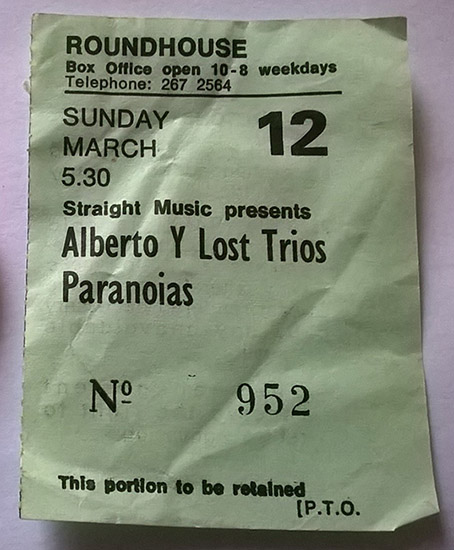 ROUNDHOUSE
Box Office open 10-8 weekdays
Telephone: 267 2564
SUNDAY 12
MARCH
5.30
Straight Music presents
Alberto Y Lost Trios
Paranoias
Nº 952
This portion to be retained
[P.T.O.